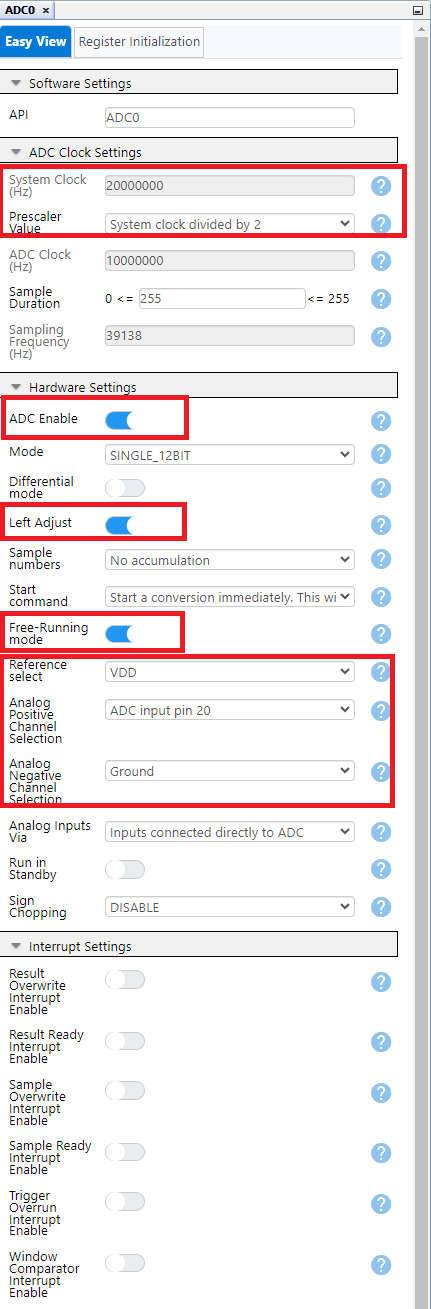 ADC0 ×
Easy View
Register Initialization
Software Settings
API
ADC0
ADC Clock Settings
System Clock
(Hz)
20000000
?
Prescaler
Value
System clock divided by 2
?
ADC Clock
(Hz)
10000000
?
Sample
Duration
0 <= 255 <= 255
?
Sampling
Frequency
(Hz)
39138
?
Hardware Settings
ADC Enable
?
Mode
SINGLE_12BIT
?
Differential
mode
?
Left Adjust
?
Sample
numbers
No accumulation
?
Start
command
Start a conversion immediately. This wi
?
Free-Running
mode
?
Reference
select
VDD
?
Analog
Positive
Channel
Selection
ADC input pin 20
?
Analog
Negative
Channel
Selection
Ground
?
Analog Inputs
Via
Inputs connected directly to ADC
?
Run in
Standby
?
Sign
Chopping
DISABLE
?
Interrupt Settings
Result
Overwrite
Interrupt
Enable
?
Result Ready
Interrupt
Enable
?
Sample
Overwrite
Interrupt
Enable
?
Sample Ready
Interrupt
Enable
?
Trigger
Overrun
Interrupt
Enable
?
Window
Comparator
Interrupt
Enable
?